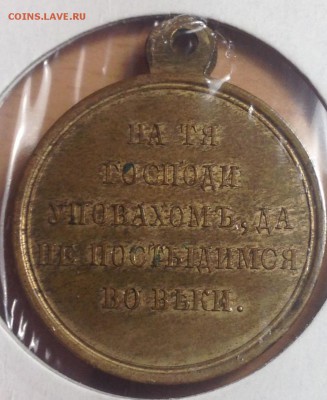 COINS.LAVE.RU
НА ТЯ
ГОСПОДИ
УПОВАХОМЪ, ДА
НЕ ПОСТЫДИМСЯ
ВО ВѢКИ.